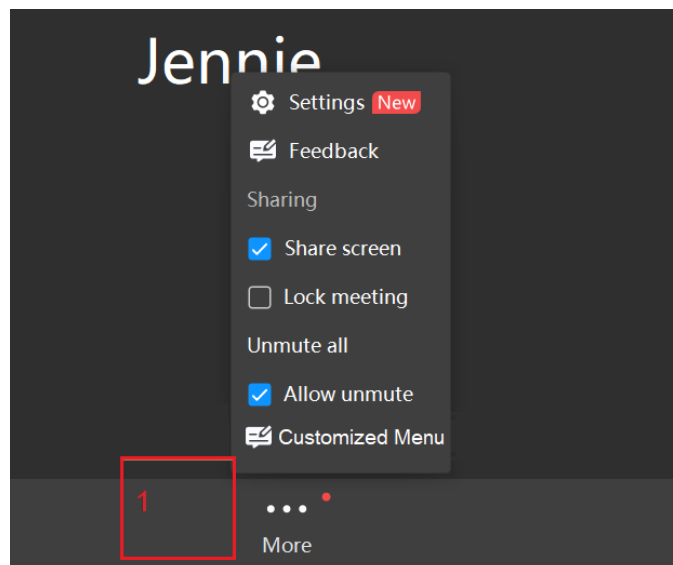 Jennie
Settings New
Feedback
Sharing
Share screen
Lock meeting
Unmute all
Allow unmute
Customized Menu
1
More